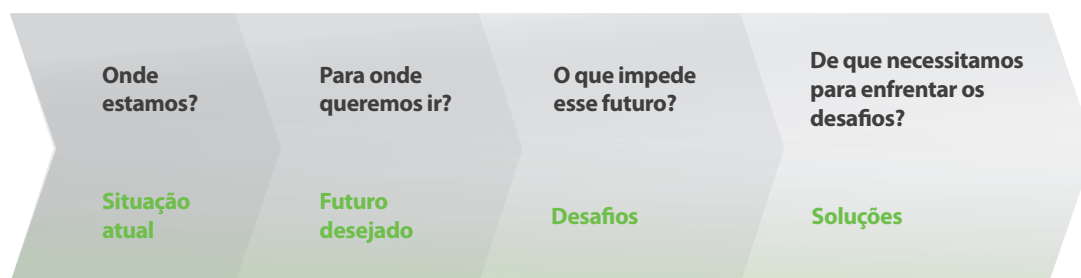 Onde
estamos?
Para onde
queremos ir?
O que impede
esse futuro?
De que necessitamos
para enfrentar os
desafios?
Situação
atual
Futuro
desejado
Desafios
Soluções